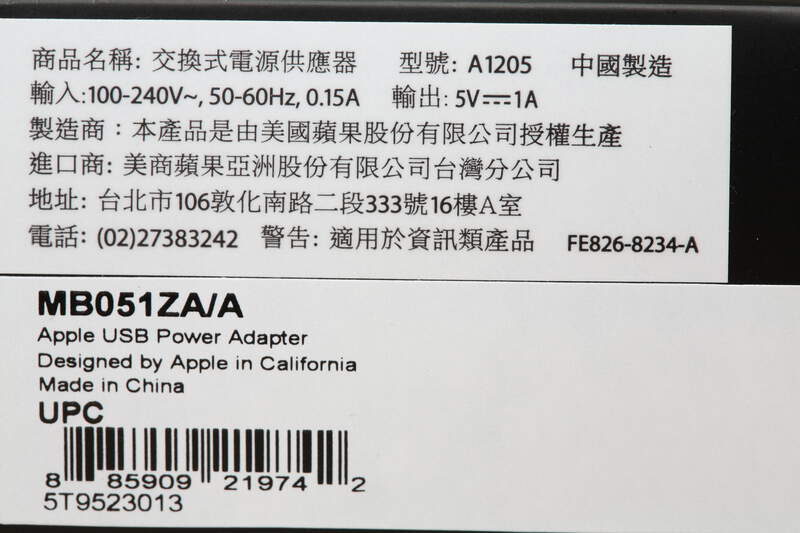 商品名稱: 交換式電源供應器 型號: A1205 中國製造
輸入:100-240V~, 50-60Hz, 0.15A 輸出: 5V⎓1A
製造商：本產品是由美國蘋果股份有限公司授權生產
進口商: 美商蘋果亞洲股份有限公司台灣分公司
地址: 台北市106敦化南路二段333號16樓A室
電話: (02)27383242 警告: 適用於資訊類產品 FE826-8234-A
MB051ZA/A
Apple USB Power Adapter
Designed by Apple in California
Made in China
UPC
8 85909 21974 2
5T9523013